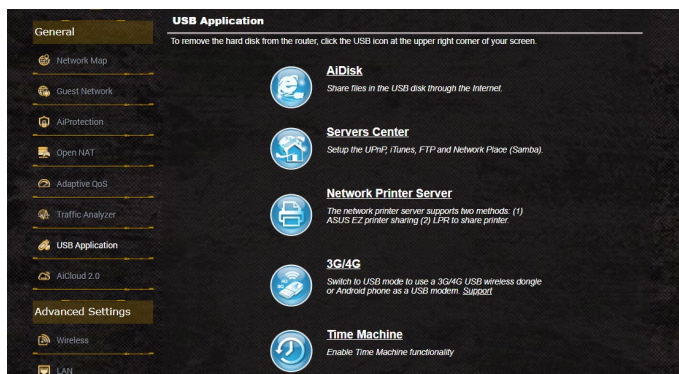 General
Network Map
Guest Network
AiProtection
Open NAT
Adaptive QoS
Traffic Analyzer
USB Application
AiCloud 2.0
Advanced Settings
Wireless
LAN
USB Application
To remove the hard disk from the router, click the USB icon at the upper right corner of your screen.
AiDisk
Share files in the USB disk through the Internet.
Servers Center
Setup the UPnP, iTunes, FTP and Network Place (Samba).
Network Printer Server
The network printer server supports two methods: (1)
ASUS EZ printer sharing (2) LPR to share printer.
3G/4G
Switch to USB mode to use a 3G/4G USB wireless dongle
or Android phone as a USB modem. Support
Time Machine
Enable Time Machine functionality